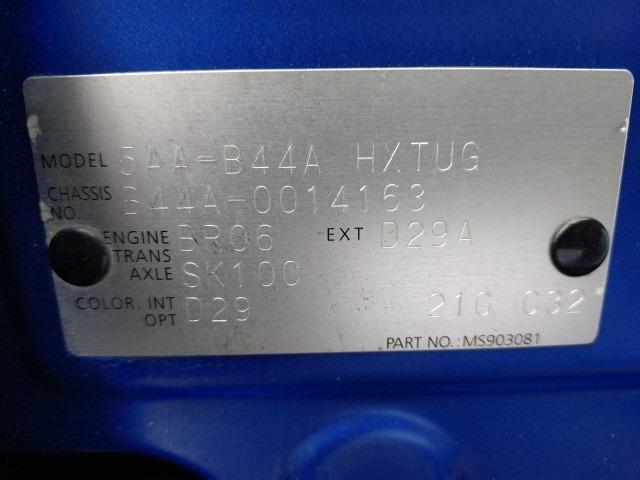 MODEL 5AA-B44A HXTUG
CHASSIS NO. B44A-0014163
ENGINE BR06 EXT D29A
TRANS AXLE SK10C
COLOR. INT OPT D29 21G C32
PART NO.: MS903081